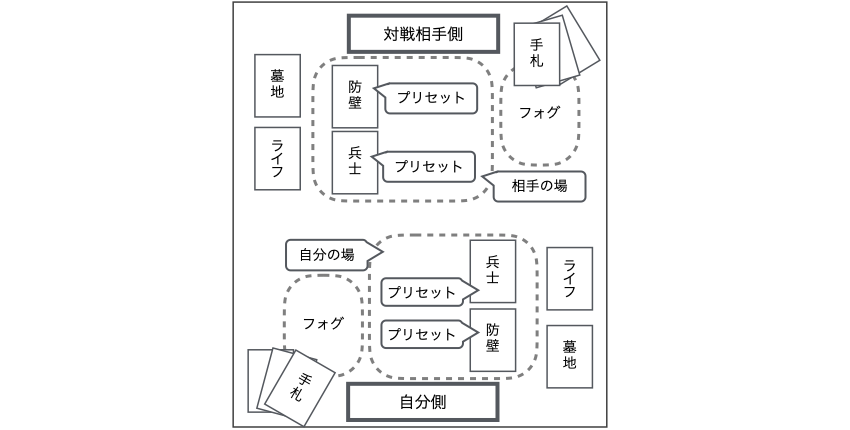 対戦相手側
手札
墓地
防壁
プリセット
フォグ
ライフ
兵士
プリセット
相手の場
自分の場
兵士
ライフ
プリセット
フォグ
プリセット
防壁
墓地
手札
自分側